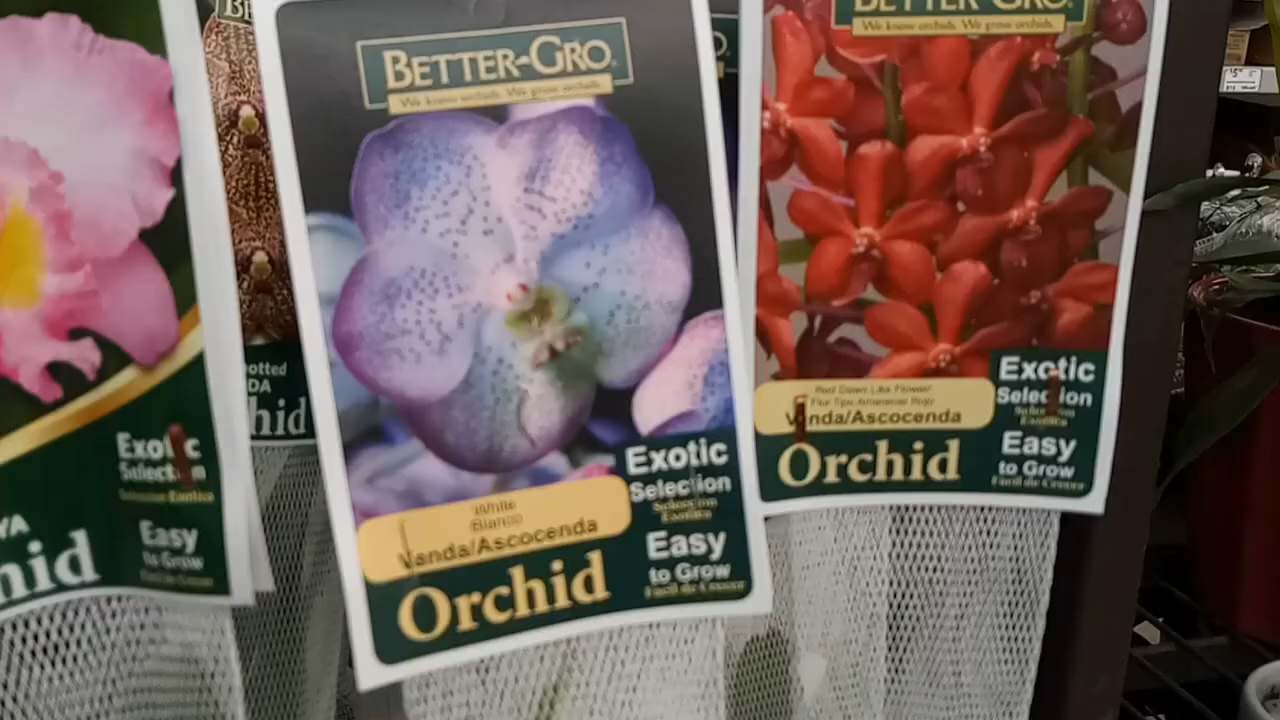 BETTER-GRO
We know orchids. We grow orchids.
White
Blanco
Vanda/Ascocenda
Orchid
Exotic
Selection
Selección
Exotica
Easy
to Grow
Fácil de Crecer
BETTER-GRO
We know orchids. We grow orchids.
Red Dawn Like Flower
Vanda/Ascocenda
Orchid
Exotic
Selection
Easy
to Grow
Fácil de Crecer
Exotic
Selection
Easy
to Grow
YA
hid
otted
DA
hid